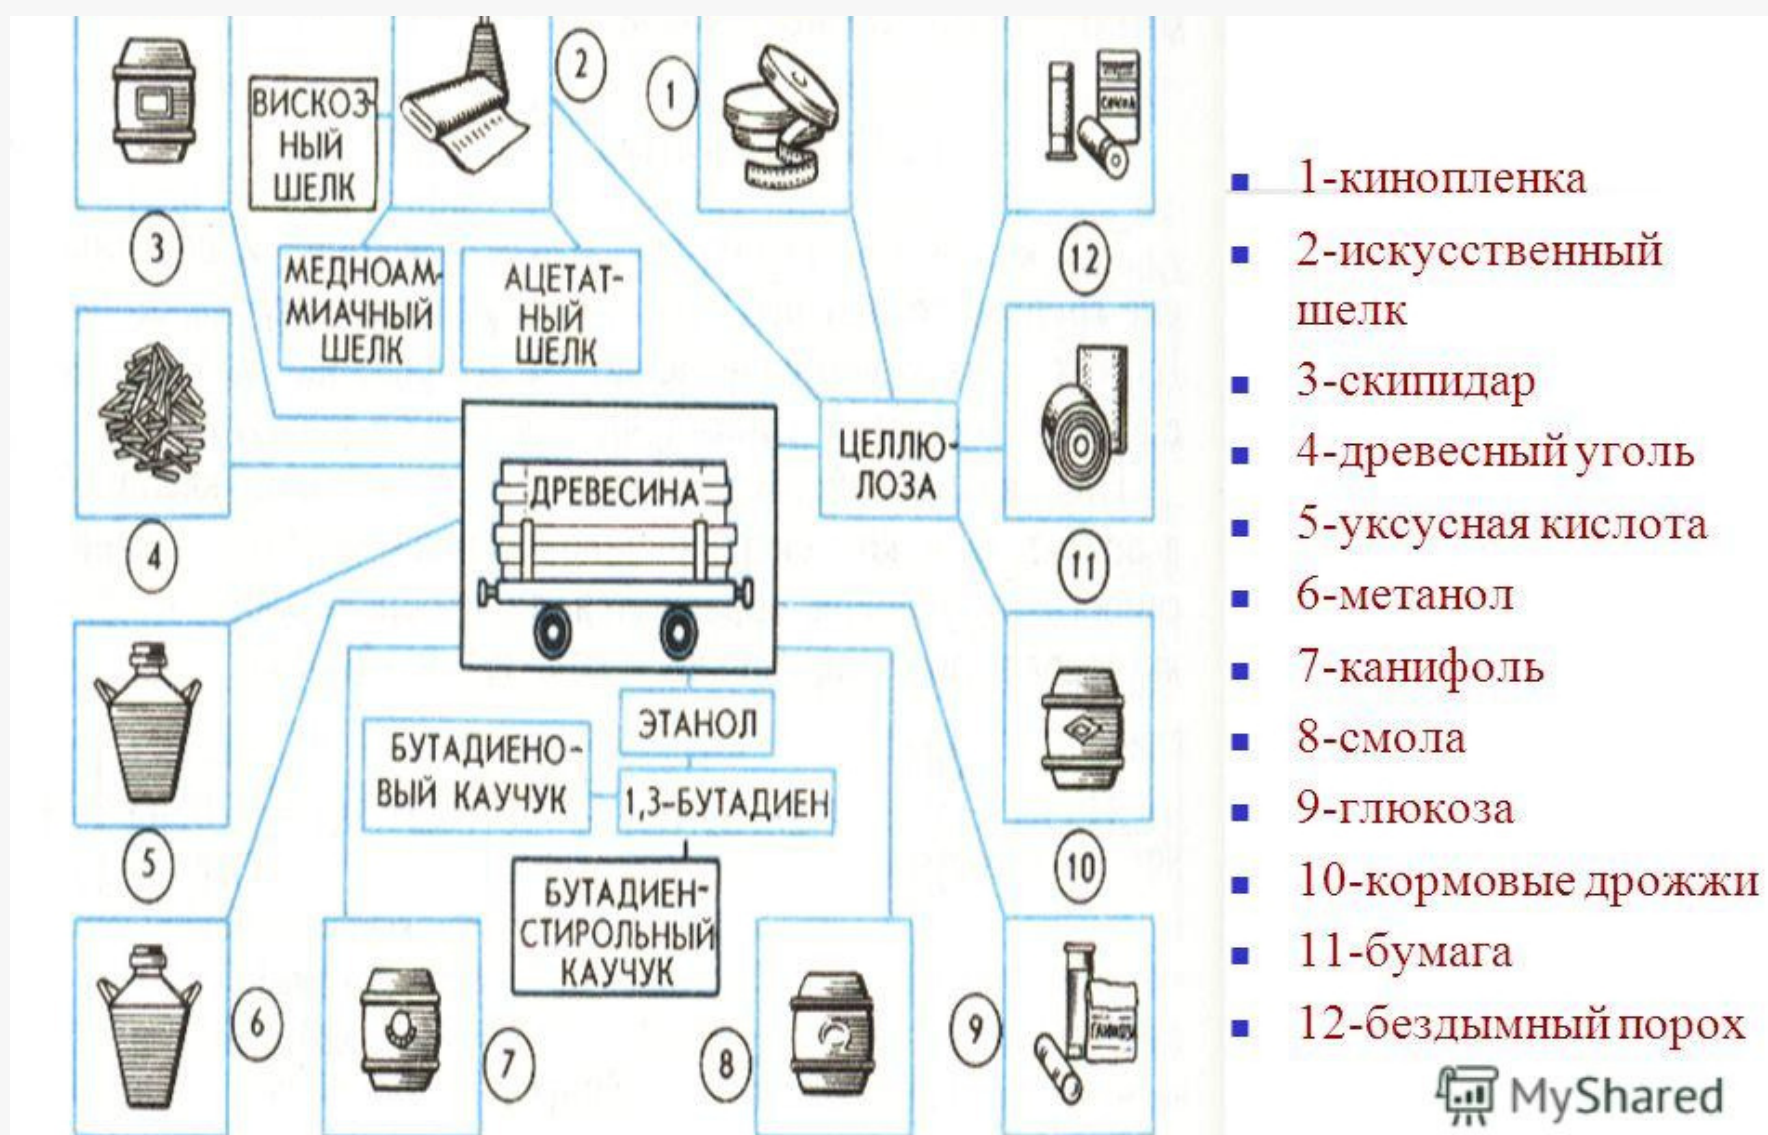 ВИСКОЗ-
НЫЙ
ШЕЛК
2
1
3
МЕДНОАМ-
МИАЧНЫЙ
ШЕЛК
АЦЕТАТ-
НЫЙ
ШЕЛК
12
ДРЕВЕСИНА
ЦЕЛЛЮ-
ЛОЗА
4
11
ЭТАНОЛ
БУТАДИЕНО-
ВЫЙ КАУЧУК
1,3-БУТАДИЕН
5
10
БУТАДИЕН-
СТИРОЛЬНЫЙ
КАУЧУК
6
7
8
9
1-кинопленка
2-искусственный
шелк
3-скипидар
4-древесный уголь
5-уксусная кислота
6-метанол
7-канифоль
8-смола
9-глюкоза
10-кормовые дрожжи
11-бумага
12-бездымный порох
MyShared